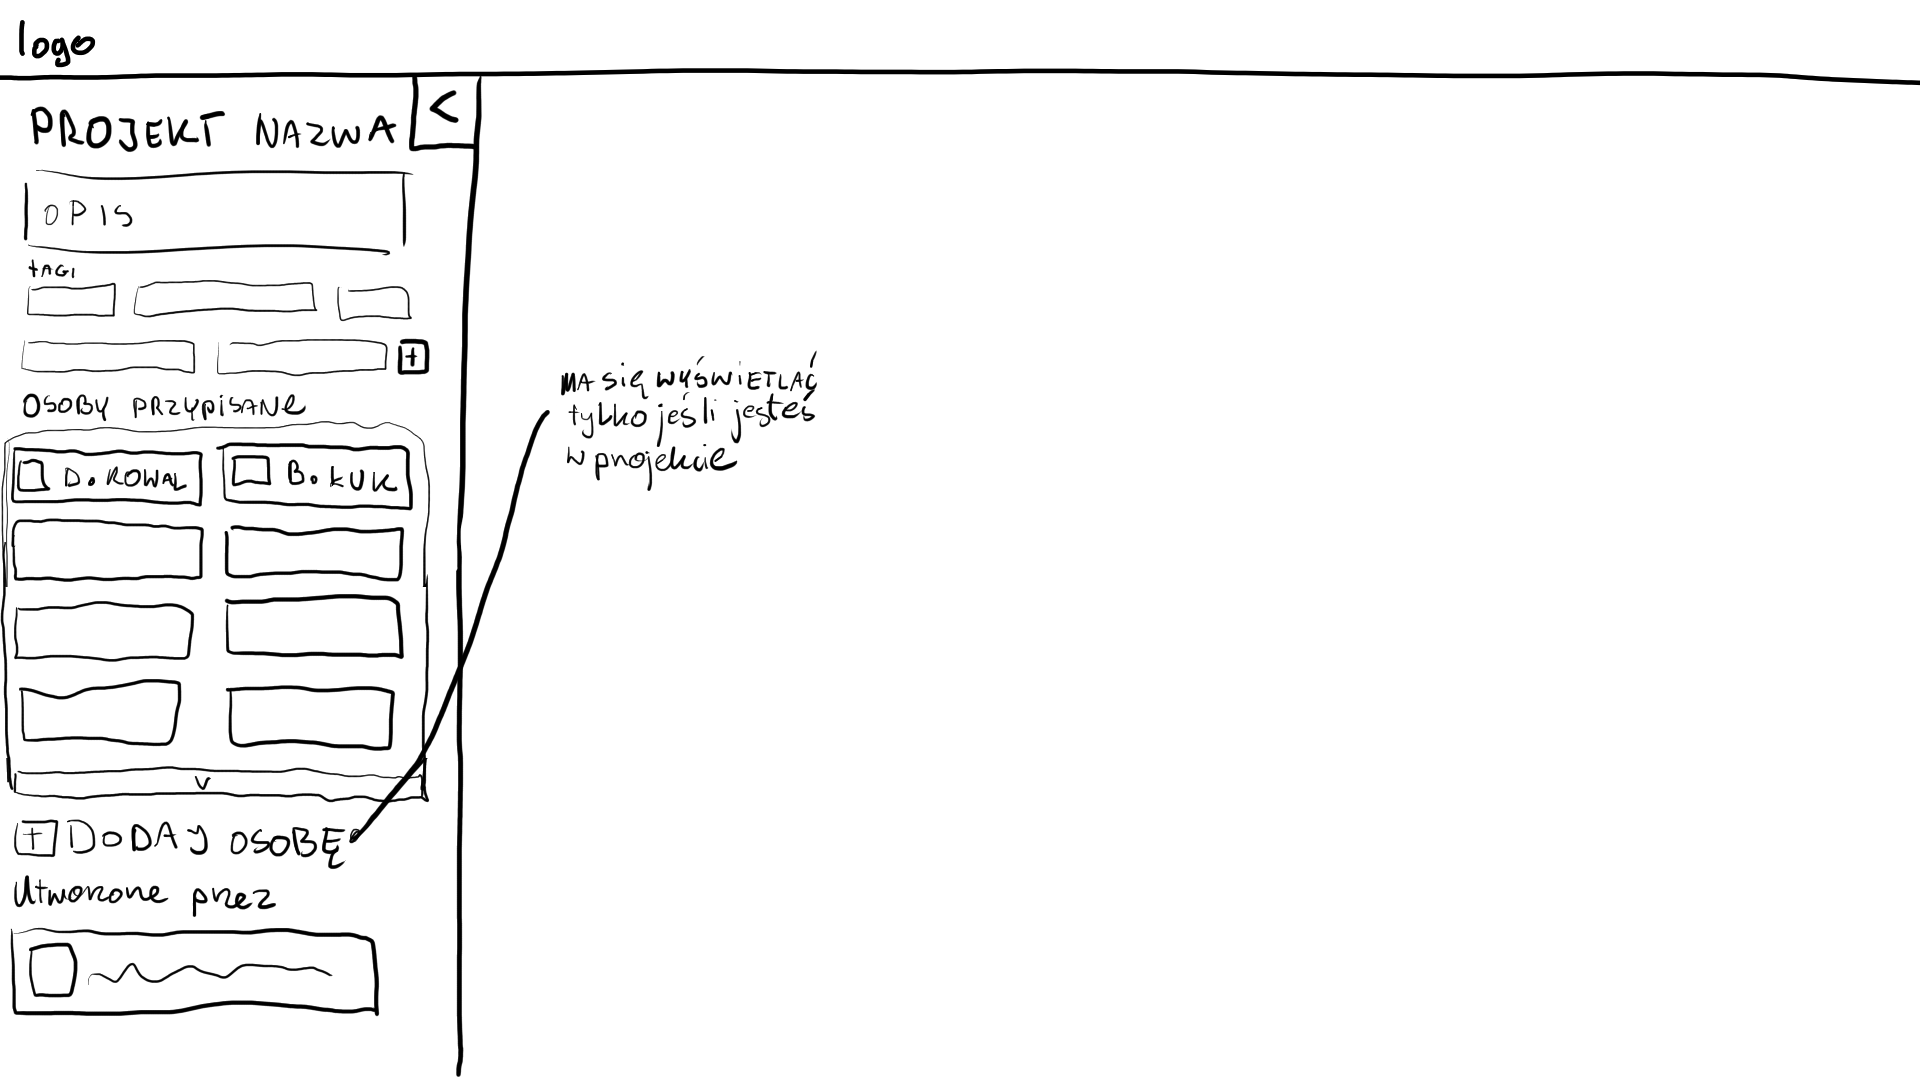 logo
PROJEKT NAZWA
<
OPIS
tAGI
+
OSOBY PRZYPiSANe
D. KOWAL
B. KUK
V
+ DODAJ OSOBĘ
Utworzone przez
MA się WYŚWIETLAĆ
tylko jeśli jesteś
w projekcie